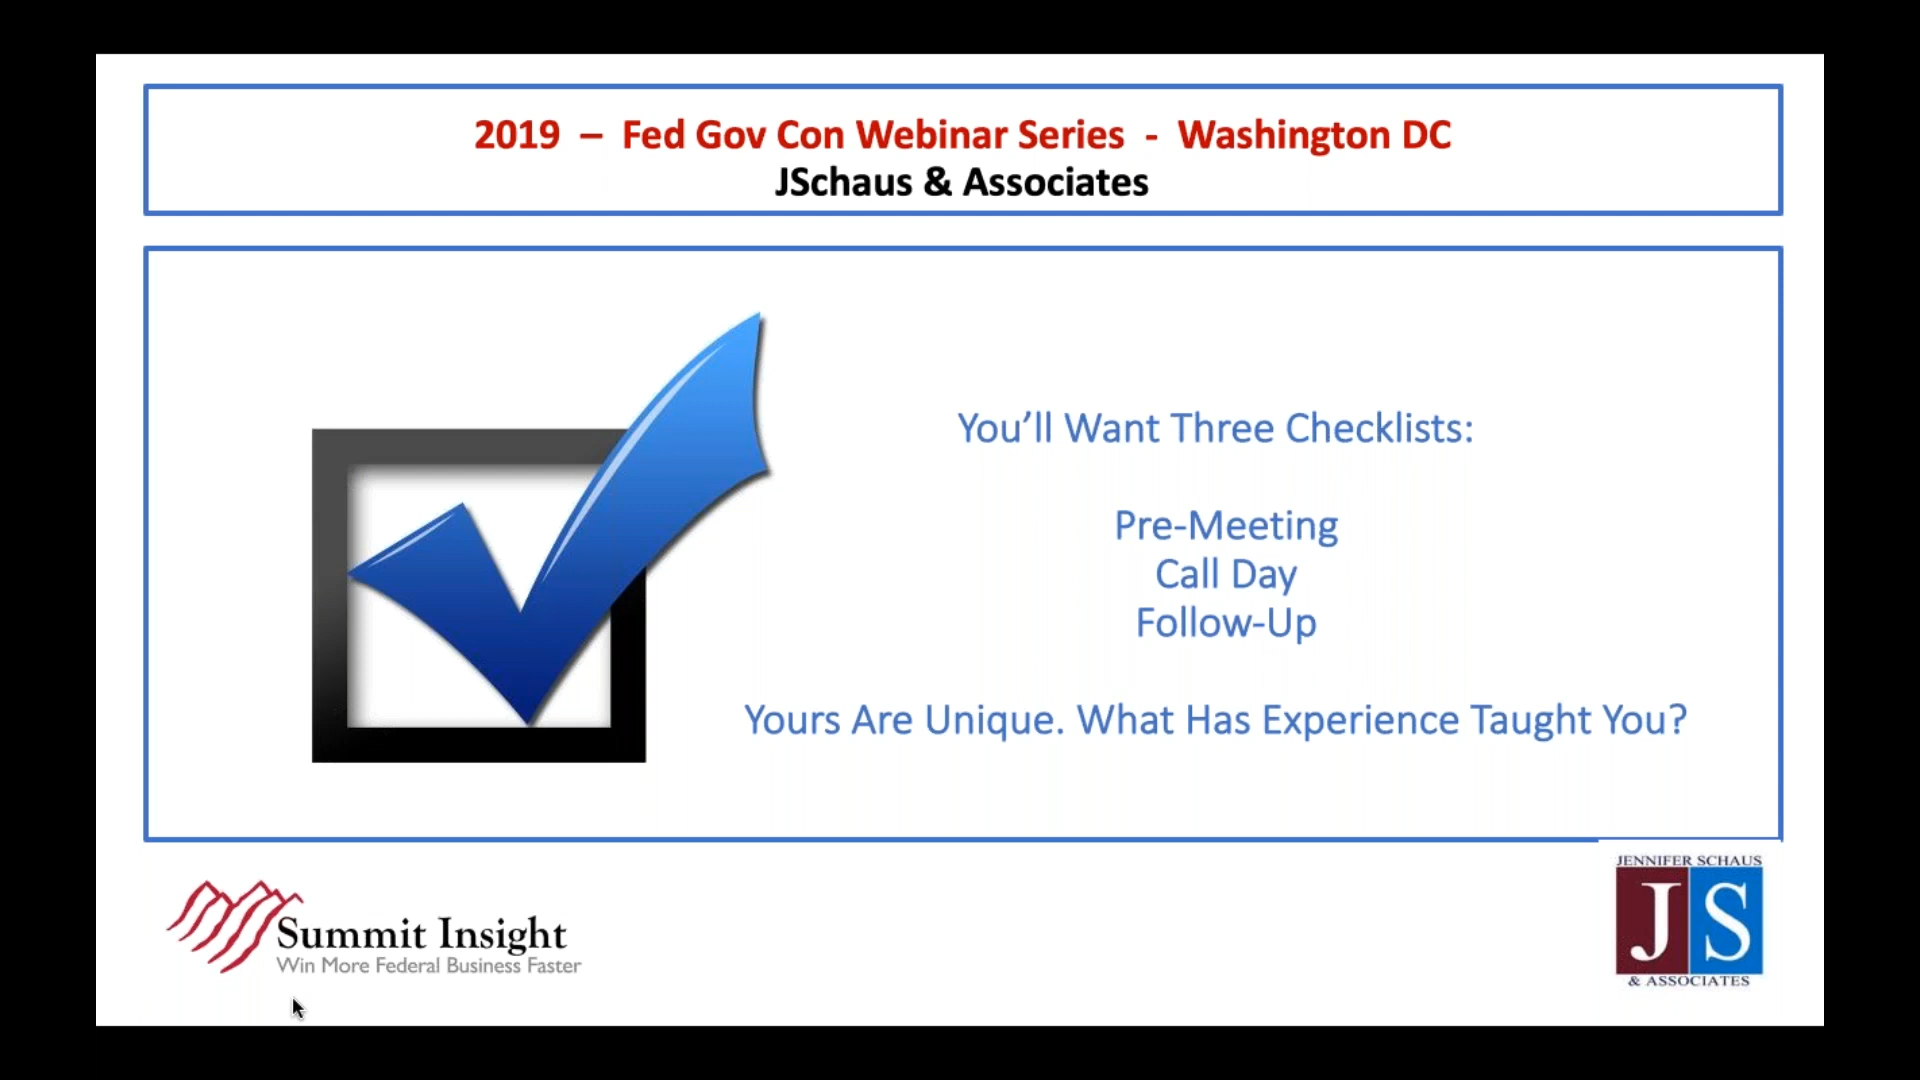 2019 – Fed Gov Con Webinar Series - Washington DC
JSchaus & Associates
You’ll Want Three Checklists:
Pre-Meeting
Call Day
Follow-Up
Yours Are Unique. What Has Experience Taught You?
Summit Insight
Win More Federal Business Faster
JENNIFER SCHAUS
JS
& ASSOCIATES